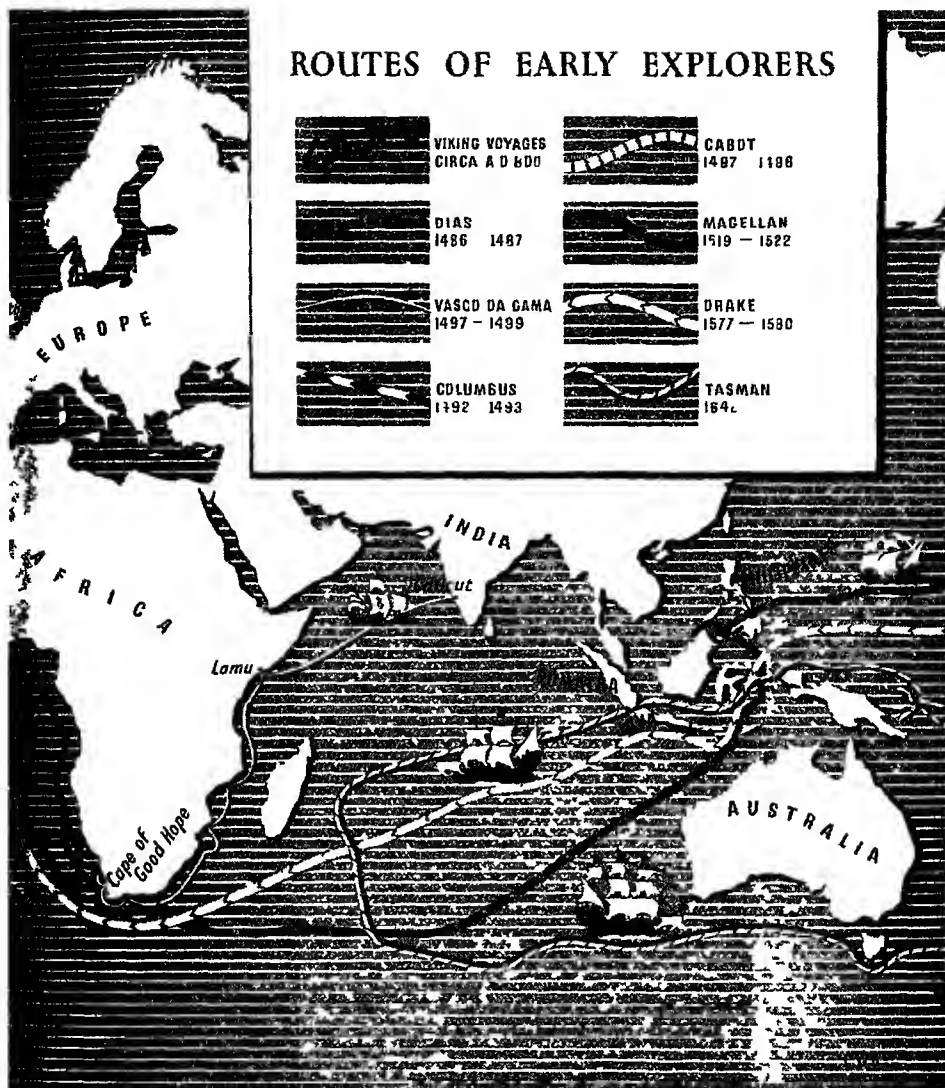 ROUTES OF EARLY EXPLORERS
VIKING VOYAGES
CIRCA A D 800
DIAS
1486 1487
VASCO DA GAMA
1497 – 1499
COLUMBUS
1492 1493
CABOT
1497
MAGELLAN
1519 – 1522
DRAKE
1577 – 1580
TASMAN
EUROPE
AFRICA
INDIA
Lamu
SUMATRA
Cape of
Good Hope
AUSTRALIA